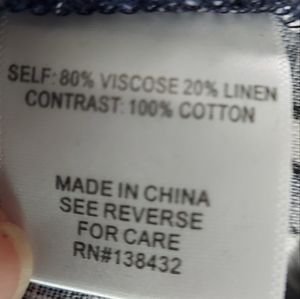 SELF: 80% VISCOSE 20% LINEN
CONTRAST: 100% COTTON
MADE IN CHINA
SEE REVERSE
FOR CARE
RN#138432